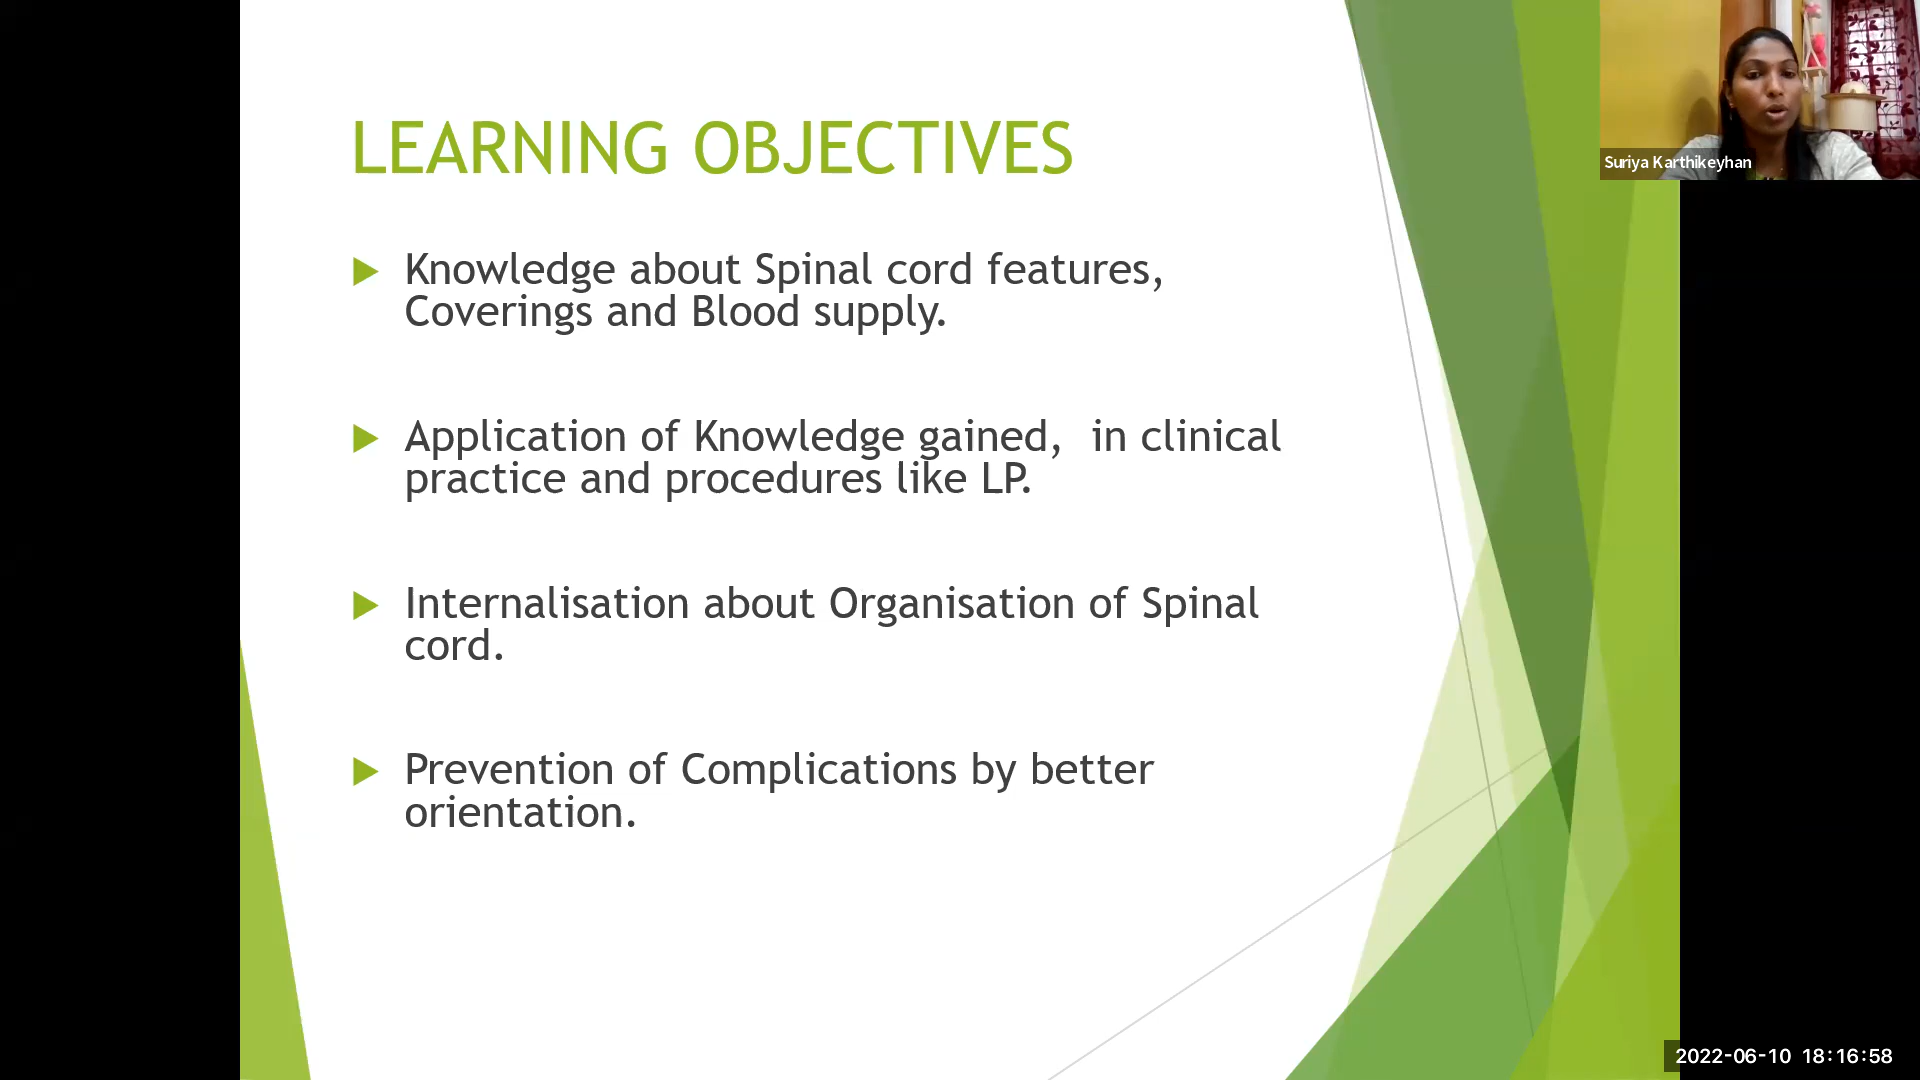 LEARNING OBJECTIVES
Knowledge about Spinal cord features,
Coverings and Blood supply.
Application of Knowledge gained,  in clinical
practice and procedures like LP.
Internalisation about Organisation of Spinal
cord.
Prevention of Complications by better
orientation.
Suriya Karthikeyhan
2022-06-10 18:16:58